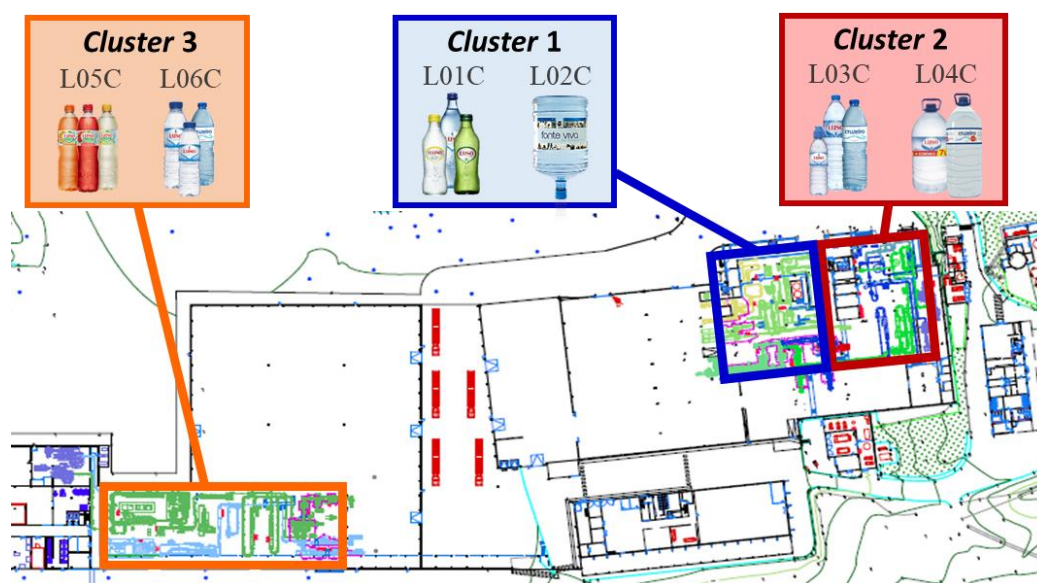 Cluster 3
L05C L06C
Cluster 1
L01C L02C
fonte viva
Cluster 2
L03C L04C